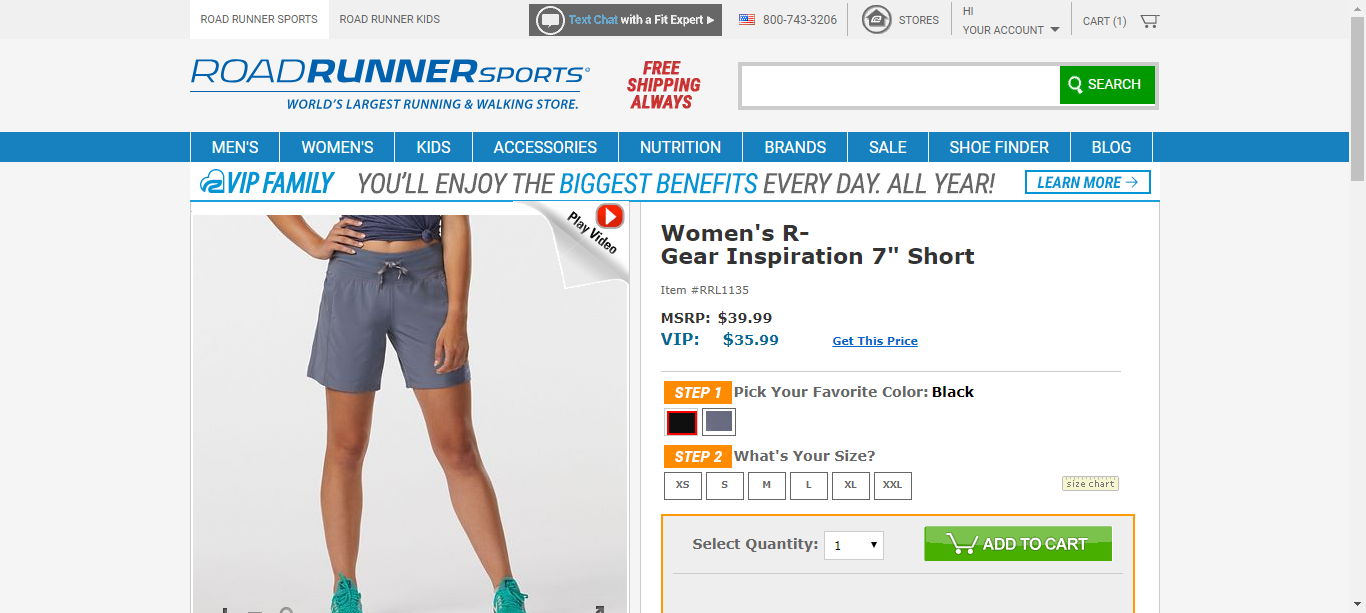 ROAD RUNNER SPORTS
ROAD RUNNER KIDS
Text Chat with a Fit Expert
800-743-3206
STORES
HI
YOUR ACCOUNT
CART (1)
ROADRUNNERSPORTS®
WORLD'S LARGEST RUNNING & WALKING STORE.
FREE
SHIPPING
ALWAYS
SEARCH
MEN'S
WOMEN'S
KIDS
ACCESSORIES
NUTRITION
BRANDS
SALE
SHOE FINDER
BLOG
VIP FAMILY
YOU'LL ENJOY THE BIGGEST BENEFITS EVERY DAY. ALL YEAR!
LEARN MORE
Play Video
Women's R-
Gear Inspiration 7" Short
Item #RRL1135
MSRP: $39.99
VIP: $35.99
Get This Price
STEP 1 Pick Your Favorite Color: Black
STEP 2 What's Your Size?
XS S M L XL XXL
size chart
Select Quantity: 1
ADD TO CART